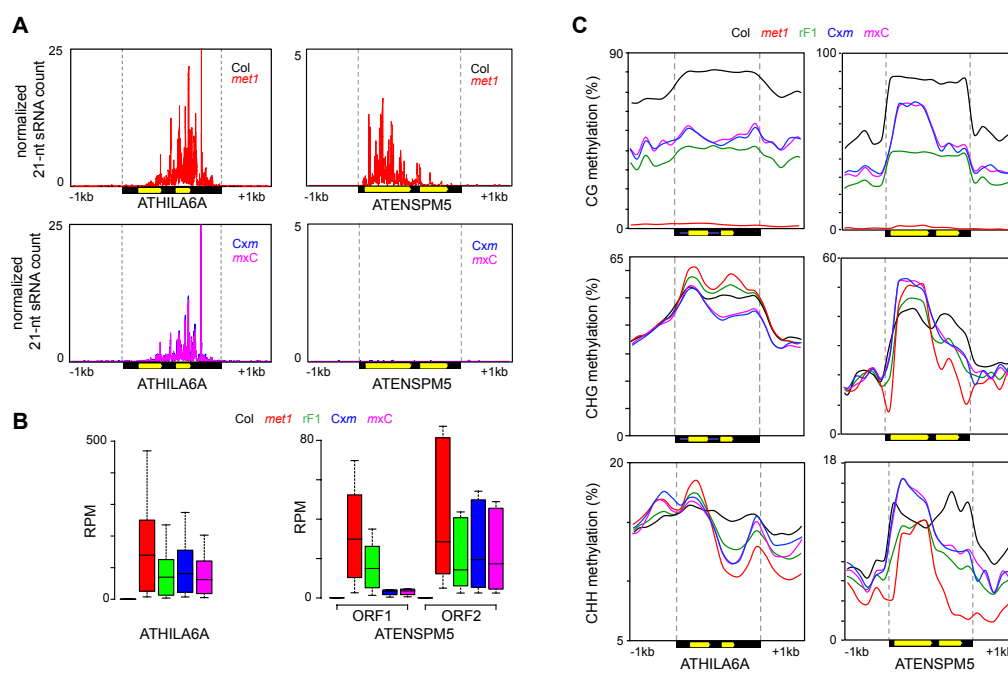 A
normalized
21-nt sRNA count
25
0
Col
met1
-1kb
ATHILA6A
+1kb
5
0
Col
met1
-1kb
ATENSPM5
+1kb
normalized
21-nt sRNA count
25
0
Cxm
mxC
-1kb
ATHILA6A
+1kb
5
0
Cxm
mxC
-1kb
ATENSPM5
+1kb
B
Col met1 rF1 Cxm mxC
RPM
500
0
ATHILA6A
RPM
80
0
ORF1
ORF2
ATENSPM5
C
Col met1 rF1 Cxm mxC
CG methylation (%)
90
0
100
0
CHG methylation (%)
65
0
60
0
CHH methylation (%)
20
5
-1kb
ATHILA6A
+1kb
18
0
-1kb
ATENSPM5
+1kb